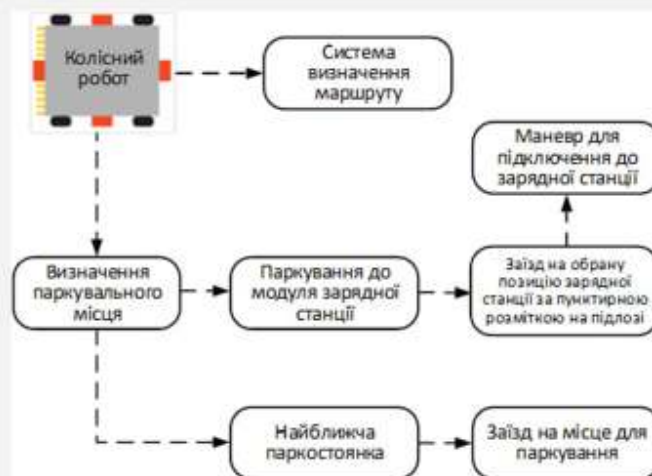 Колісний
робот
Система
визначення
маршруту
Маневр для
підключення до
зарядної станції
Визначення
паркувального
місця
Паркування до
модуля зарядної
станції
Заїзд на обрану
позицію зарядної
станції за пунктирною
розміткою на підлозі
Найближча
паркостоянка
Заїзд на місце для
паркування